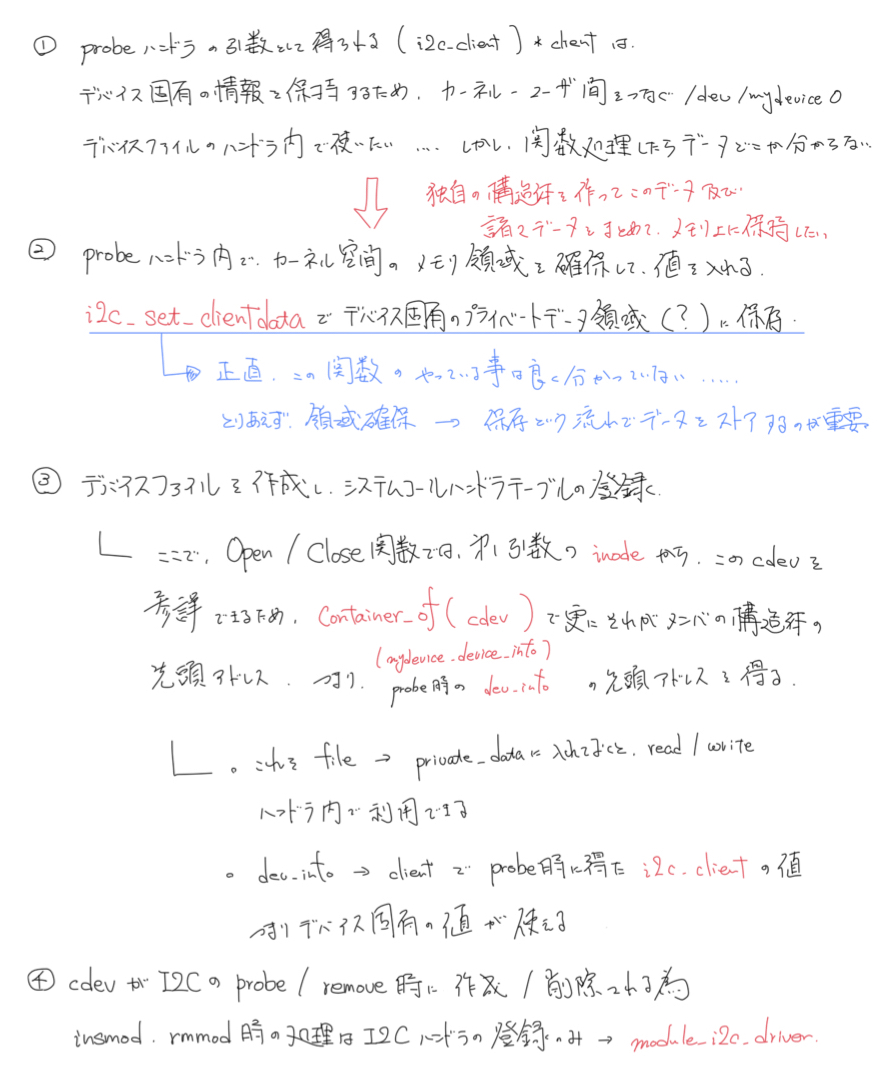 ① probeハンドラの引数として得られる (i2c_client) * client は、
デバイス固有の情報を保持するため、カーネル-ユーザ間をつなぐ /dev/mydevice0
デバイスファイルのハンドラ内で使いたい .... しかし、関数処理したらデータどこか分からない
独自の構造体を作ってこのデータ及び
諸々データをまとめて、メモリ上に保持したい
② probeハンドラ内で、カーネル空間のメモリ領域を確保して、値を入れる.
i2c_set_clientdata で デバイス固有のプライベートデータ領域 (?) に保存.
正直、この関数のやっている事は良く分かっていない .....
とりあえず、領域確保 → 保存という流れでデータをストアするのが重要
③ デバイスファイルを作成し、システムコールハンドラテーブルの登録.
ここで、Open / Close 関数では、第1引数の inode から、この cdev を
参詳できるため、Container_of ( cdev ) で更にそれがメンバの構造体の
(mydevice_device_info)
先頭アドレス、つまり、probe時の dev_info の先頭アドレスを得る.
。これを file → private_data に入れておくと、read / write
ハンドラ内で利用できる
。dev_info → client で probe時に得た i2c_client の値
つまりデバイス固有の値が使える
④ cdev が I2C の probe / remove 時に 作成 / 削除される為
insmod、rmmod 時の処理は I2C ハンドラの登録のみ → module_i2c_driver.